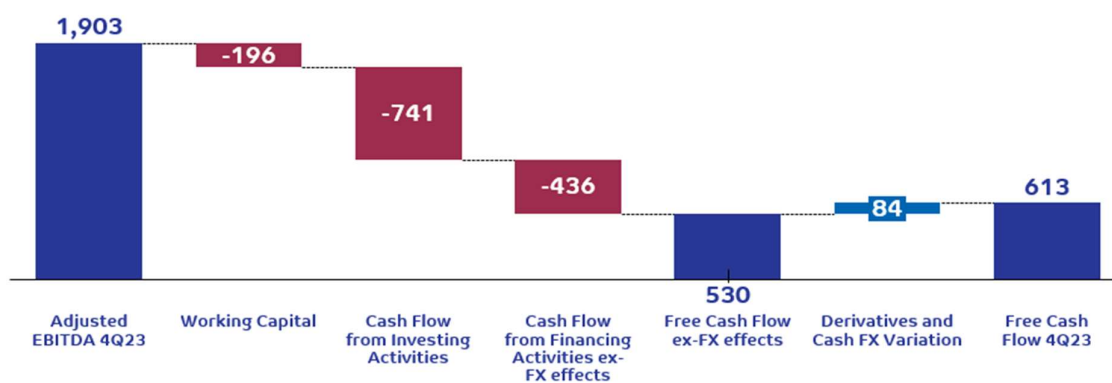 1,903
-196
-741
-436
530
84
613
Adjusted
EBITDA 4Q23
Working Capital
Cash Flow
from Investing
Activities
Cash Flow
from Financing
Activities ex-
FX effects
Free Cash Flow
ex-FX effects
Derivatives and
Cash FX Variation
Free Cash
Flow 4Q23